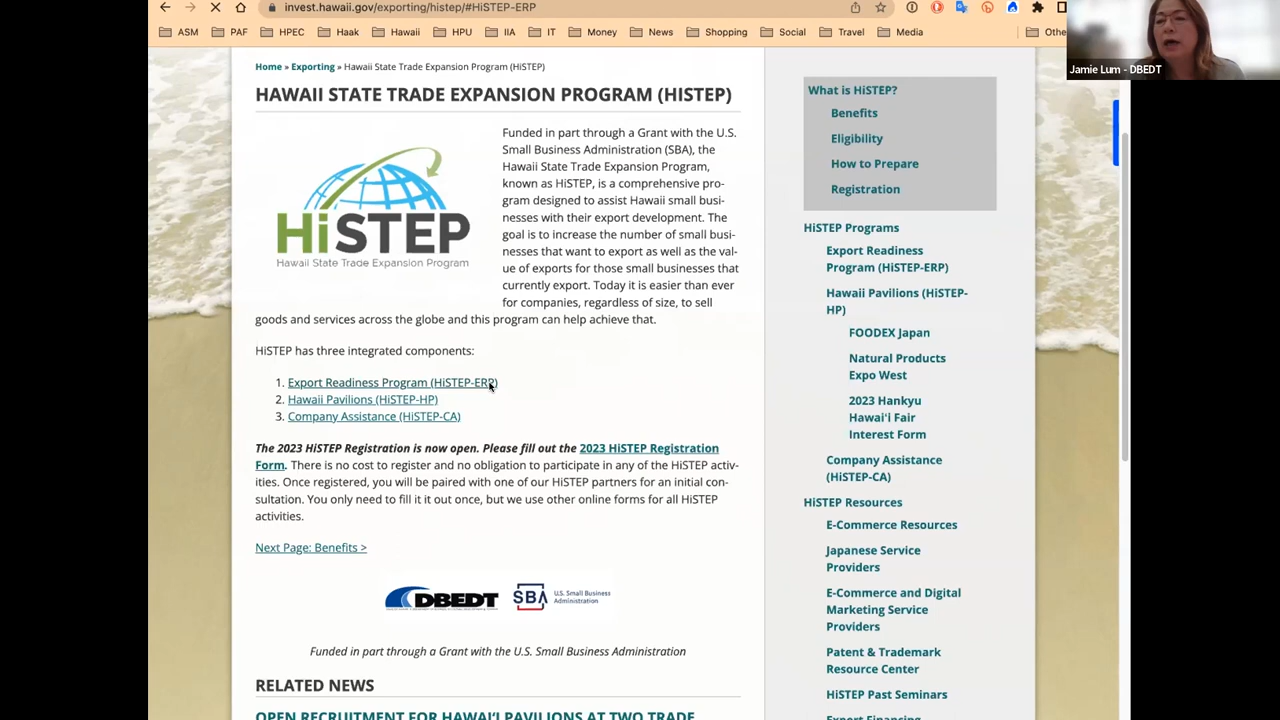 invest.hawaii.gov/exporting/histep/#HiSTEP-ERP
ASM PAF HPEC Haak Hawaii HPU IIA IT Money News Shopping Social Travel Media
Jamie Lum - DBEDT
Home » Exporting » Hawaii State Trade Expansion Program (HiSTEP)
HAWAII STATE TRADE EXPANSION PROGRAM (HISTEP)
HiSTEP
Hawaii State Trade Expansion Program
Funded in part through a Grant with the U.S.
Small Business Administration (SBA), the
Hawaii State Trade Expansion Program,
known as HiSTEP, is a comprehensive pro-
gram designed to assist Hawaii small busi-
nesses with their export development. The
goal is to increase the number of small busi-
nesses that want to export as well as the val-
ue of exports for those small businesses that
currently export. Today it is easier than ever
for companies, regardless of size, to sell
goods and services across the globe and this program can help achieve that.
HiSTEP has three integrated components:
1. Export Readiness Program (HiSTEP-ERP)
2. Hawaii Pavilions (HiSTEP-HP)
3. Company Assistance (HiSTEP-CA)
The 2023 HiSTEP Registration is now open. Please fill out the 2023 HiSTEP Registration
Form. There is no cost to register and no obligation to participate in any of the HiSTEP activ-
ities. Once registered, you will be paired with one of our HiSTEP partners for an initial con-
sultation. You only need to fill it it out once, but we use other online forms for all HiSTEP
activities.
Next Page: Benefits >
DBEDT
SBA
U.S. Small Business
Administration
Funded in part through a Grant with the U.S. Small Business Administration
RELATED NEWS
OPEN RECRUITMENT FOR HAWAIʻI PAVILIONS AT TWO TRADE
What is HiSTEP?
Benefits
Eligibility
How to Prepare
Registration
HiSTEP Programs
Export Readiness
Program (HiSTEP-ERP)
Hawaii Pavilions (HiSTEP-
HP)
FOODEX Japan
Natural Products
Expo West
2023 Hankyu
Hawaiʻi Fair
Interest Form
Company Assistance
(HiSTEP-CA)
HiSTEP Resources
E-Commerce Resources
Japanese Service
Providers
E-Commerce and Digital
Marketing Service
Providers
Patent & Trademark
Resource Center
HiSTEP Past Seminars
Export Financing